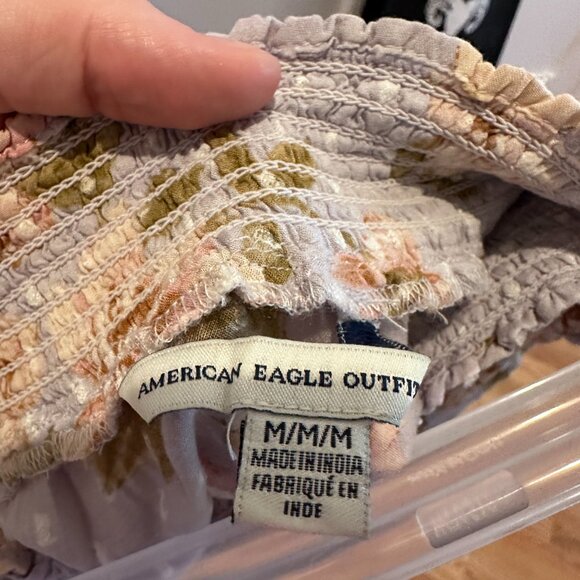 AMERICAN EAGLE OUTFIT
M/M/M
MADE IN INDIA
FABRIQUÉ EN
INDE